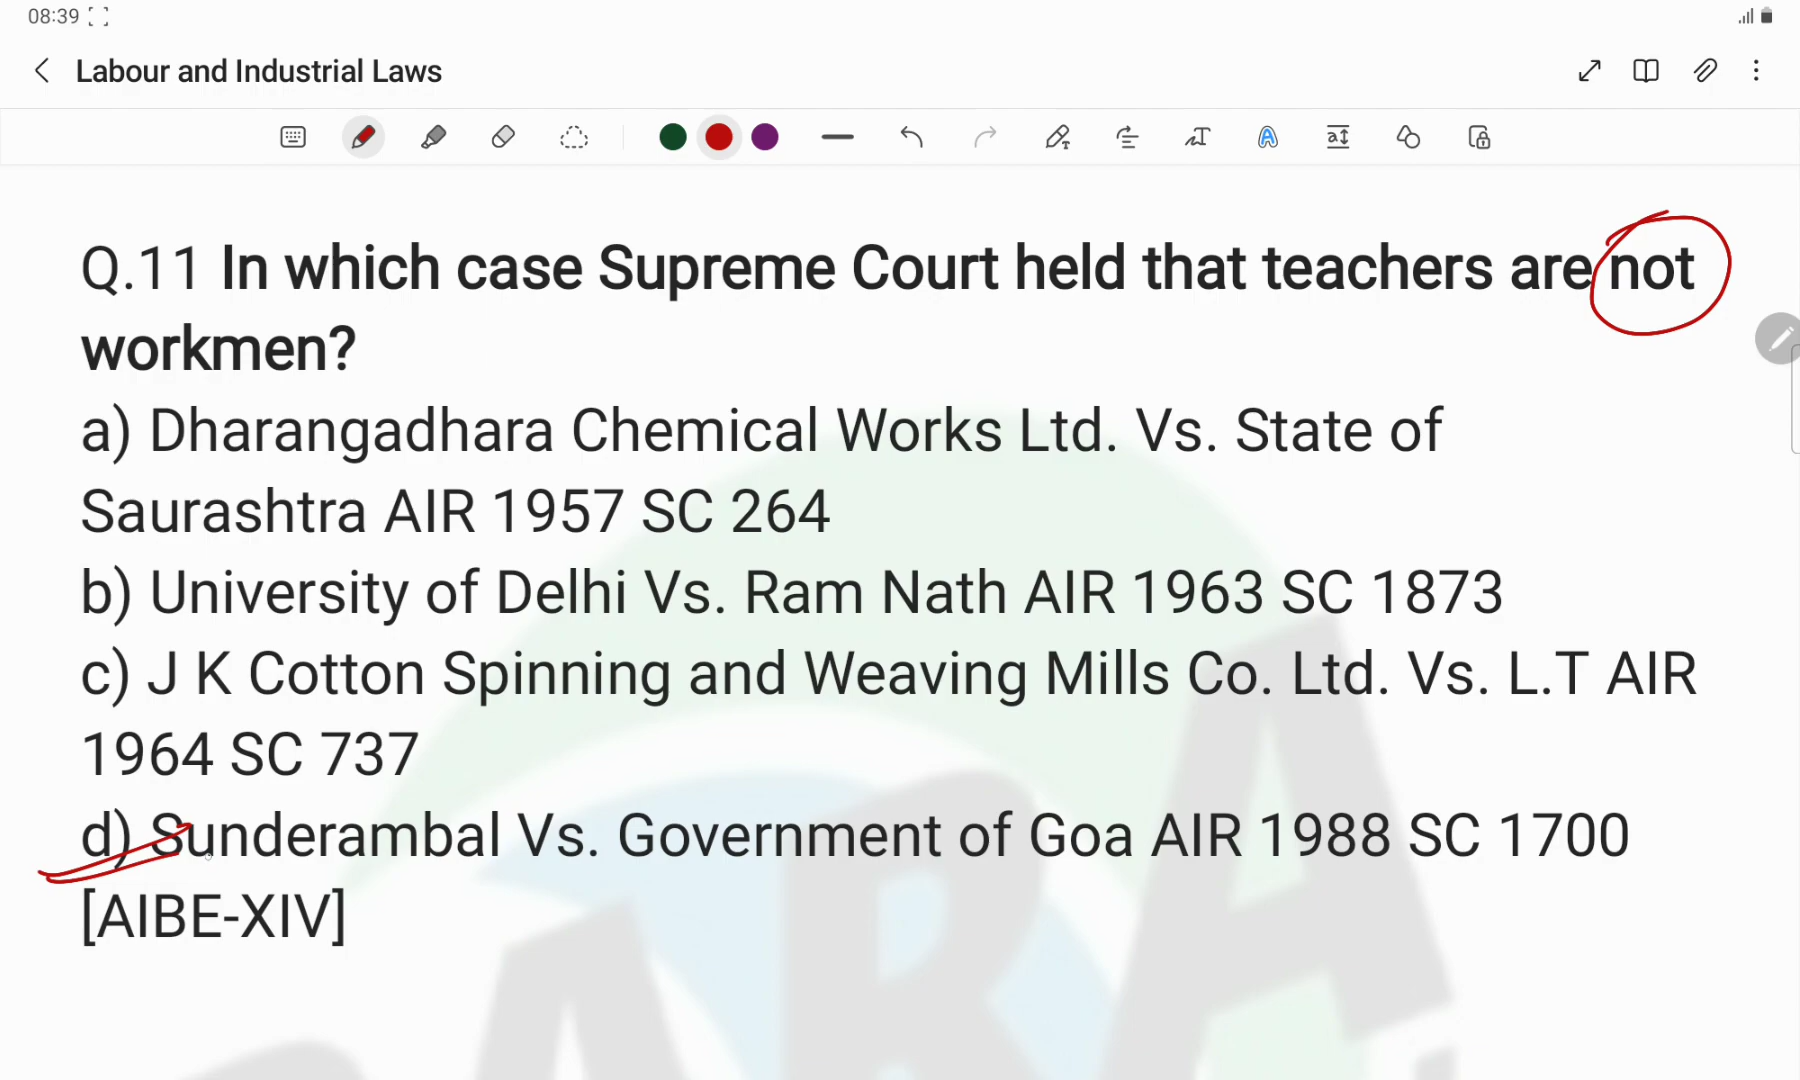 08:39
Labour and Industrial Laws
Q.11 In which case Supreme Court held that teachers are not
workmen?
a) Dharangadhara Chemical Works Ltd. Vs. State of
Saurashtra AIR 1957 SC 264
b) University of Delhi Vs. Ram Nath AIR 1963 SC 1873
c) J K Cotton Spinning and Weaving Mills Co. Ltd. Vs. L.T AIR
1964 SC 737
d) Sunderambal Vs. Government of Goa AIR 1988 SC 1700
[AIBE-XIV]